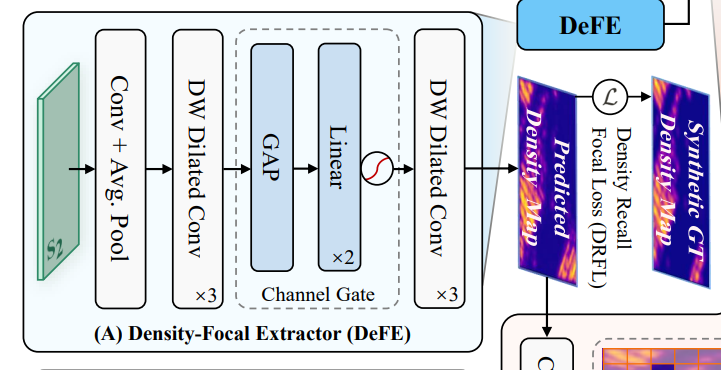 S2
Conv + Avg. Pool
DW Dilated Conv
×3
GAP
Linear
×2
Channel Gate
DW Dilated Conv
×3
(A) Density-Focal Extractor (DeFE)
DeFE
Predicted
Density Map
ℒ
Density Recall
Focal Loss (DRFL)
Synthetic GT
Density Map
C